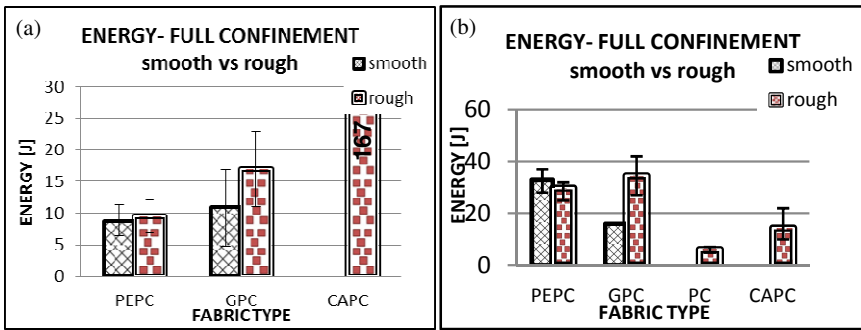 (a)
ENERGY- FULL CONFINEMENT
smooth vs rough
smooth
rough
ENERGY [J]
30
25
20
15
10
5
0
167
PEPC GPC CAPC
FABRIC TYPE
(b)
ENERGY- FULL CONFINEMENT
smooth vs rough
smooth
rough
ENERGY [J]
60
40
20
0
PEPC GPC PC CAPC
FABRIC TYPE